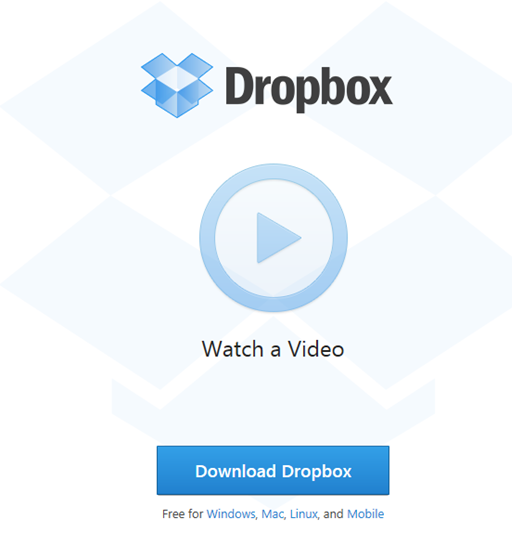 Dropbox
Watch a Video
Download Dropbox
Free for Windows, Mac, Linux, and Mobile